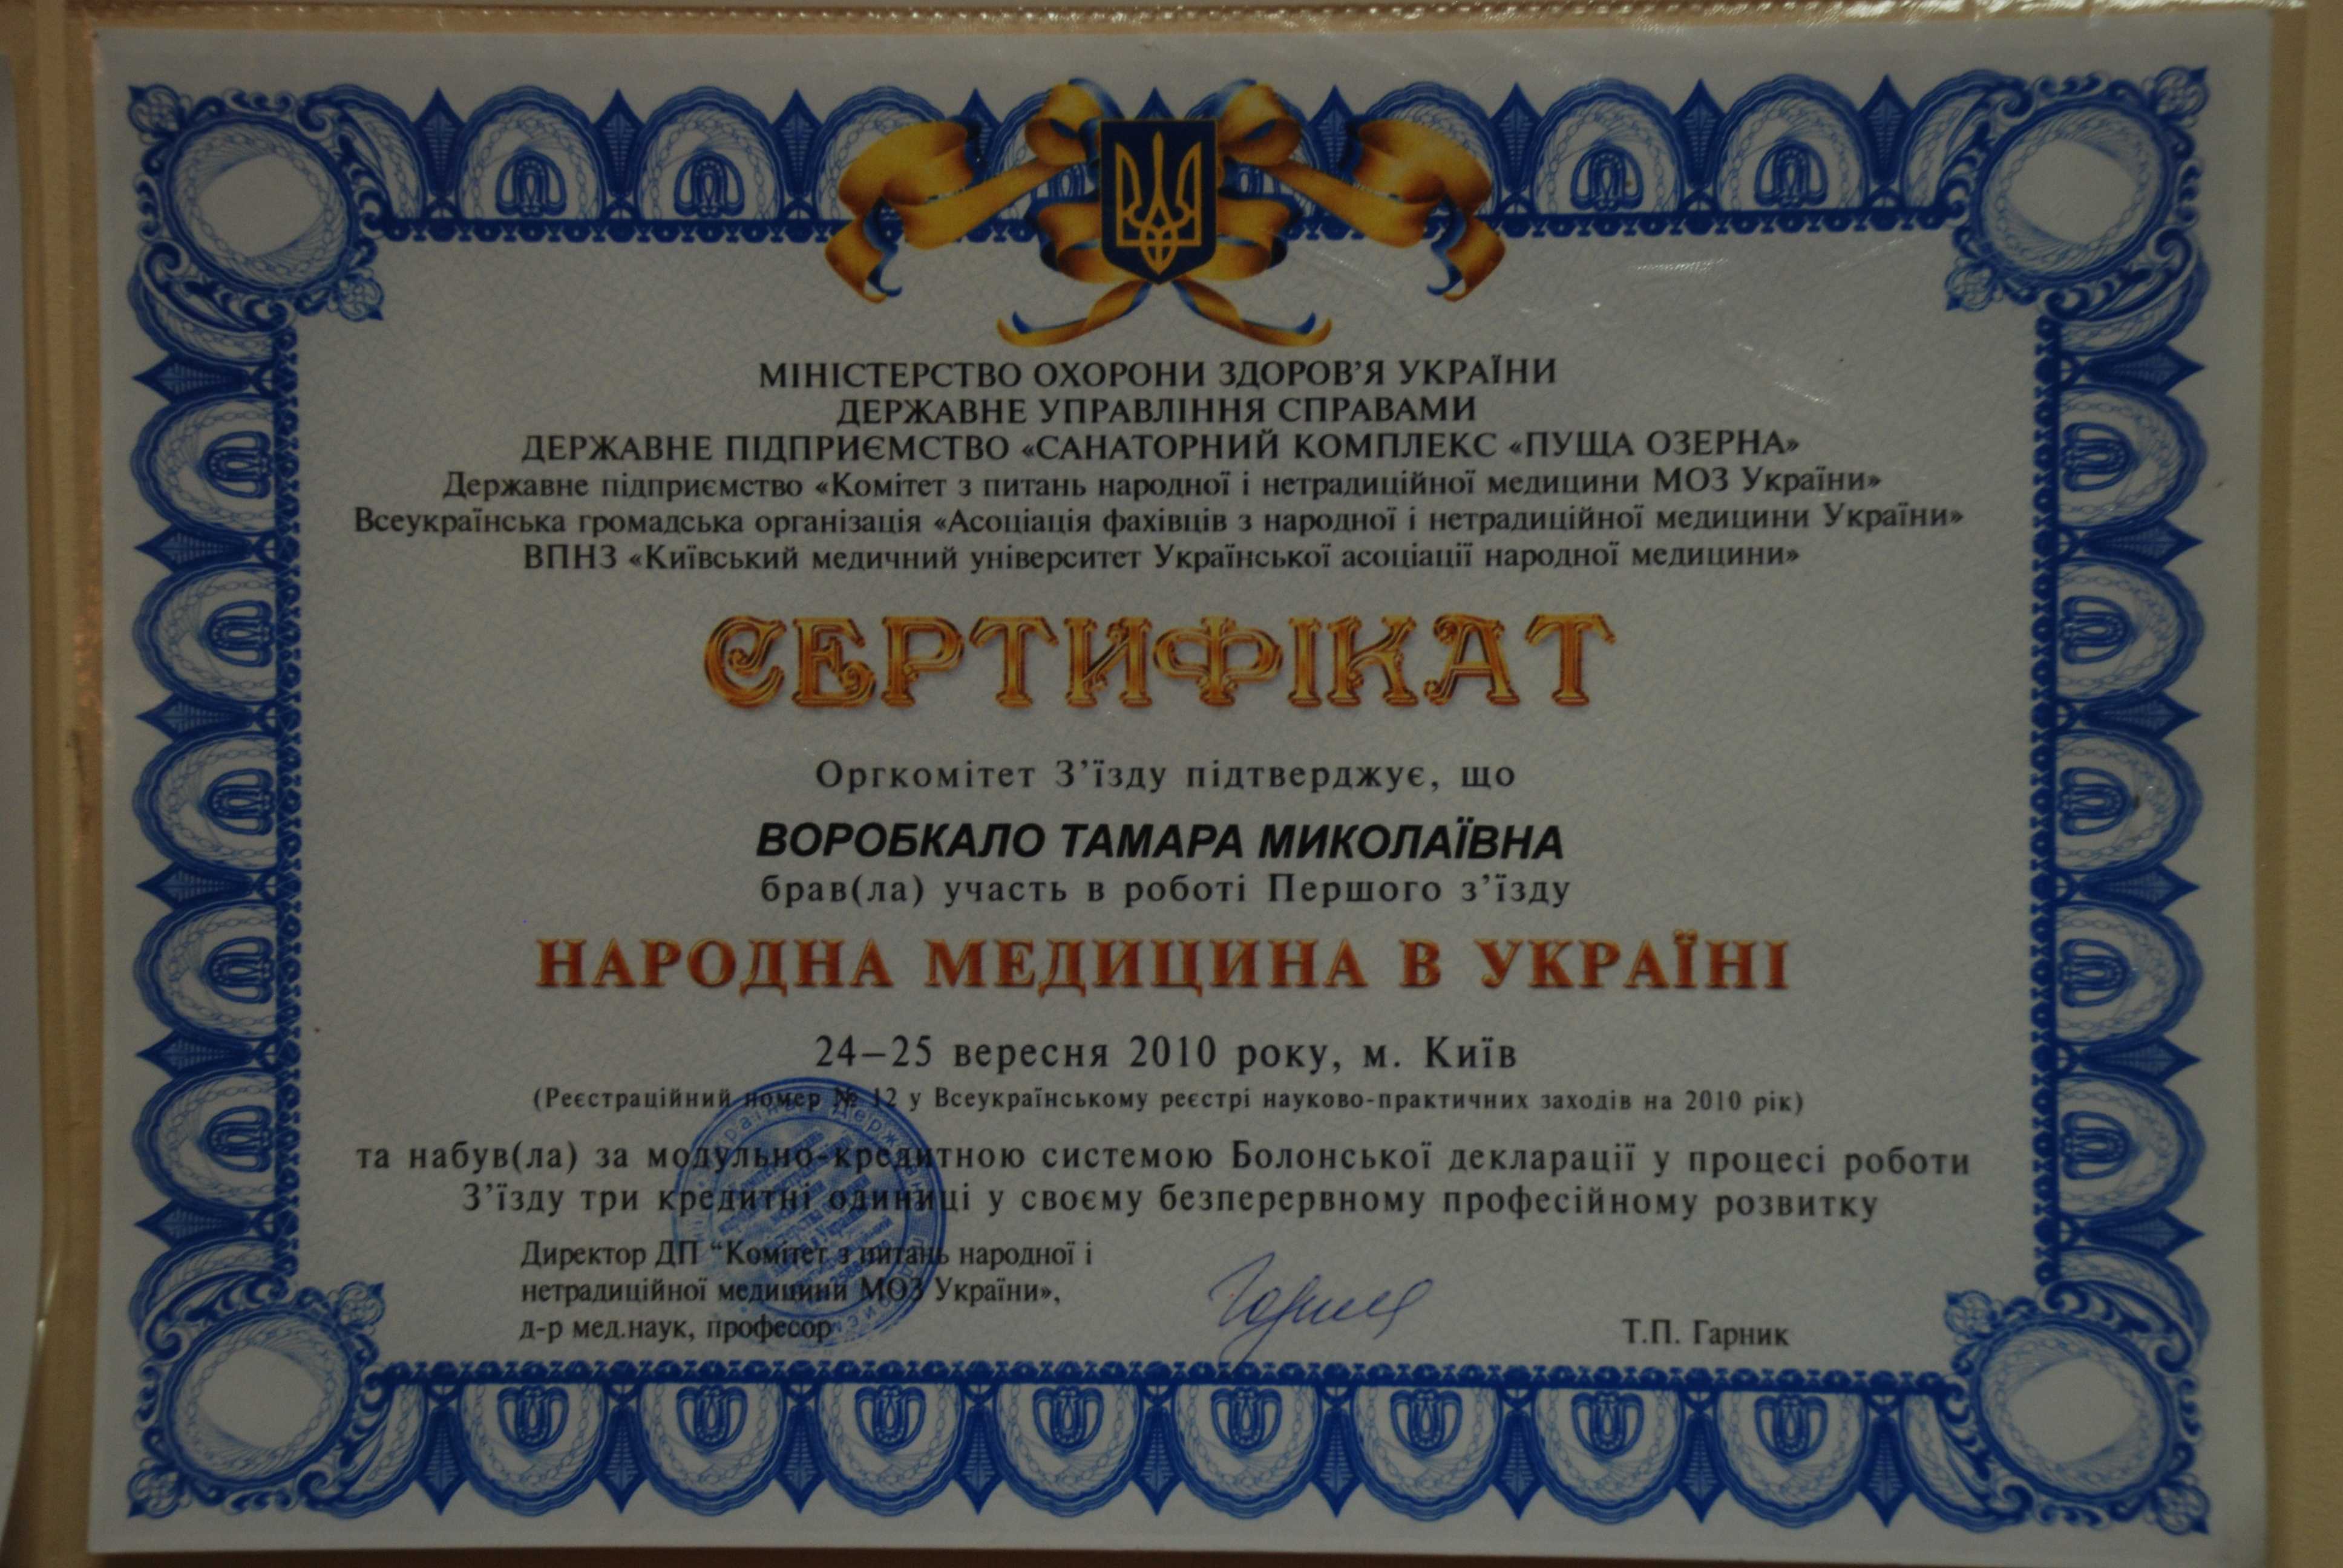 МІНІСТЕРСТВО ОХОРОНИ ЗДОРОВ'Я УКРАЇНИ
ДЕРЖАВНЕ УПРАВЛІННЯ СПРАВАМИ
ДЕРЖАВНЕ ПІДПРИЄМСТВО «САНАТОРНИЙ КОМПЛЕКС «ПУЩА ОЗЕРНА»
Державне підприємство «Комітет з питань народної і нетрадиційної медицини МОЗ України»
Всеукраїнська громадська організація «Асоціація фахівців з народної і нетрадиційної медицини України»
ВПНЗ «Київський медичний університет Української асоціації народної медицини»
СЕРТИФІКАТ
Оргкомітет З'їзду підтверджує, що
ВОРОБКАЛО ТАМАРА МИКОЛАЇВНА
брав(ла) участь в роботі Першого з'їзду
НАРОДНА МЕДИЦИНА В УКРАЇНІ
24–25 вересня 2010 року, м. Київ
(Реєстраційний номер № 12 у Всеукраїнському реєстрі науково-практичних заходів на 2010 рік)
та набув(ла) за модульно-кредитною системою Болонської декларації у процесі роботи
З'їзду три кредитні одиниці у своєму безперервному професійному розвитку
Директор ДП "Комітет з питань народної і
нетрадиційної медицини МОЗ України»,
д-р мед.наук, професор
Т.П. Гарник